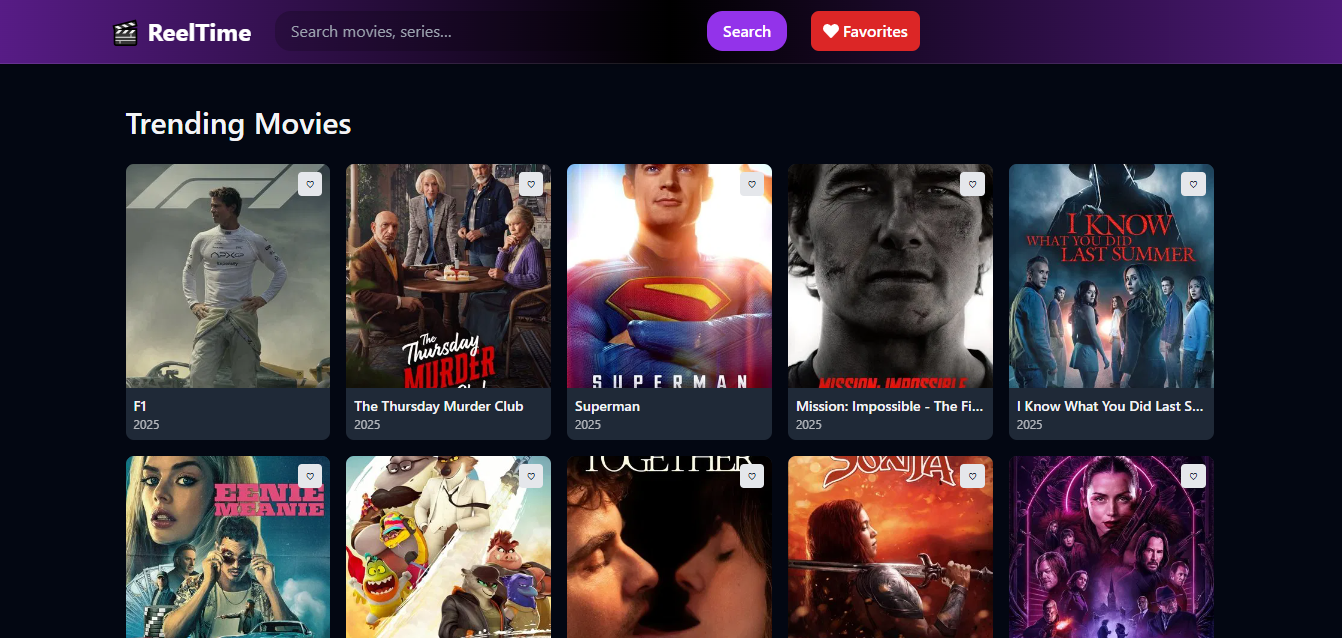 ReelTime
Search movies, series...
Search
Favorites
Trending Movies
The
Thursday
MURDER
SUPERMAN
MISSION: IMPOSSIBLE
I KNOW
WHAT YOU DID
LAST SUMMER
F1
2025
The Thursday Murder Club
2025
Superman
2025
Mission: Impossible - The Fi...
2025
I Know What You Did Last S...
2025
EENIE
MEANIE
TOGETHER
SONJA